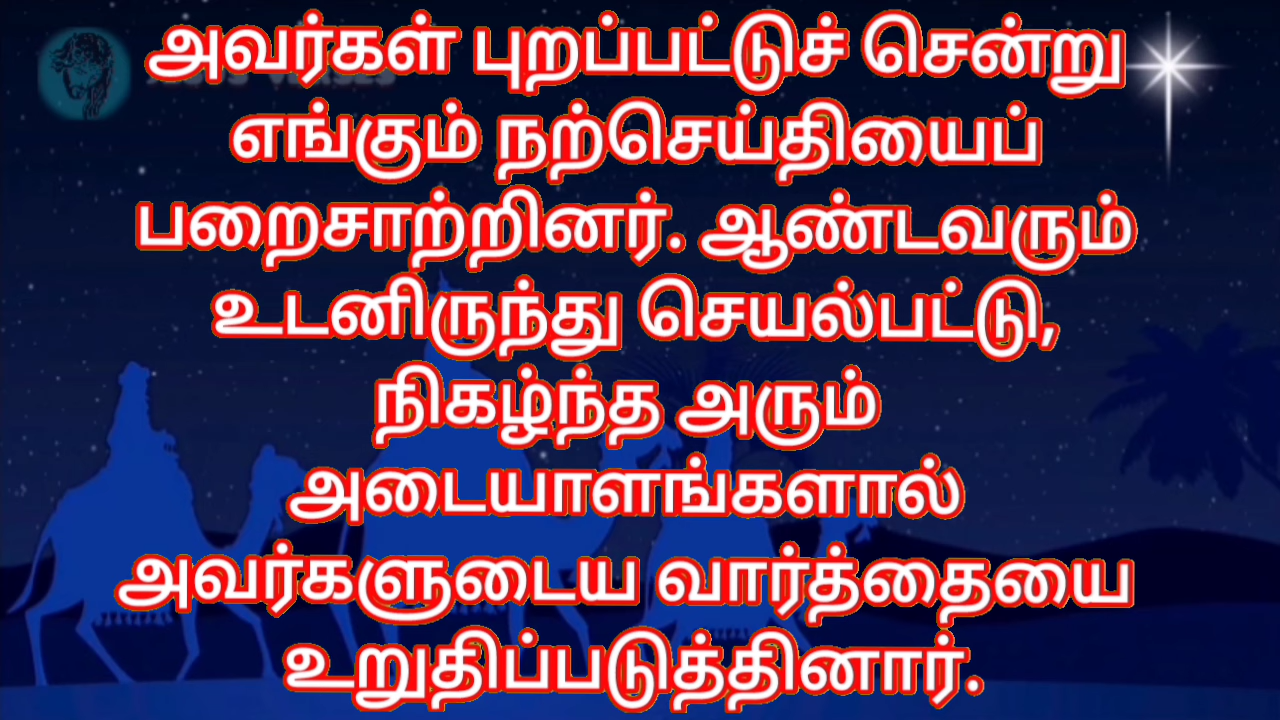 அவர்கள் புறப்பட்டுச் சென்று
எங்கும் நற்செய்தியைப்
பறைசாற்றினர். ஆண்டவரும்
உடனிருந்து செயல்பட்டு,
நிகழ்ந்த அரும்
அடையாளங்களால்
அவர்களுடைய வார்த்தையை
உறுதிப்படுத்தினார்.